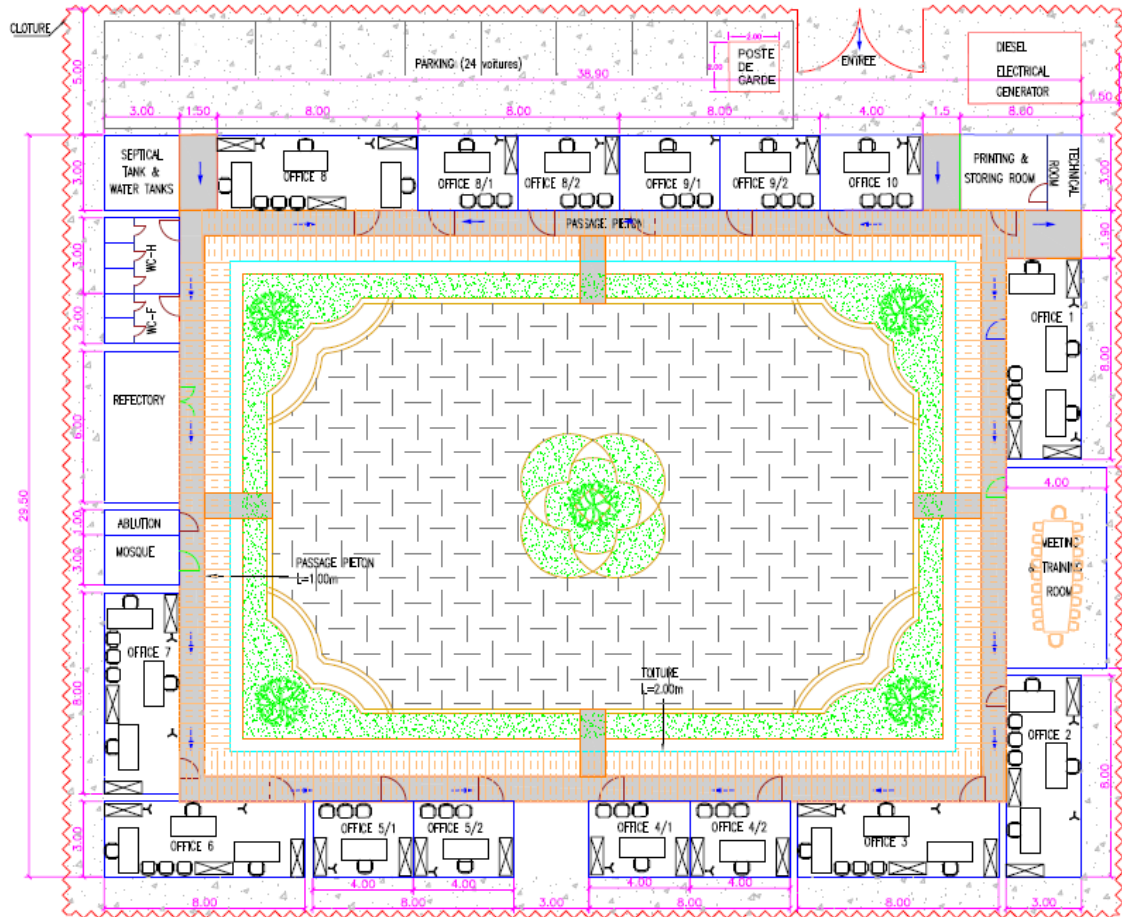 CLOTURE
5.00
PARKING: (24 voitures)
38.90
2.00
2.00
POSTE
DE
GARDE
ENTREE
DIESEL
ELECTRICAL
GENERATOR
1.50
3.00
1.50
8.00
8.00
8.00
4.00
1.5
3.00
SEPTICAL
TANK &
WATER TANKS
OFFICE 8
OFFICE 8/1
OFFICE 8/2
OFFICE 9/1
OFFICE 9/2
OFFICE 10
PRINTING &
STORING ROOM
TECHNICAL
ROOM
3.00
PASSAGE PIETON
1.90
3.00
WC-H
2.00
WC-F
OFFICE 1
8.00
REFECTORY
6.00
29.50
4.00
1.00
ABLUTION
3.00
MOSQUE
PASSAGE PIETON
L=1.00m
MEETING
& TRAINING
ROOM
OFFICE 7
8.00
TOITURE
L=2.00m
OFFICE 2
8.00
3.00
OFFICE 6
OFFICE 5/1
OFFICE 5/2
OFFICE 4/1
OFFICE 4/2
OFFICE 3
4.00
4.00
4.00
4.00
8.00
8.00
3.00
8.00
8.00
3.00